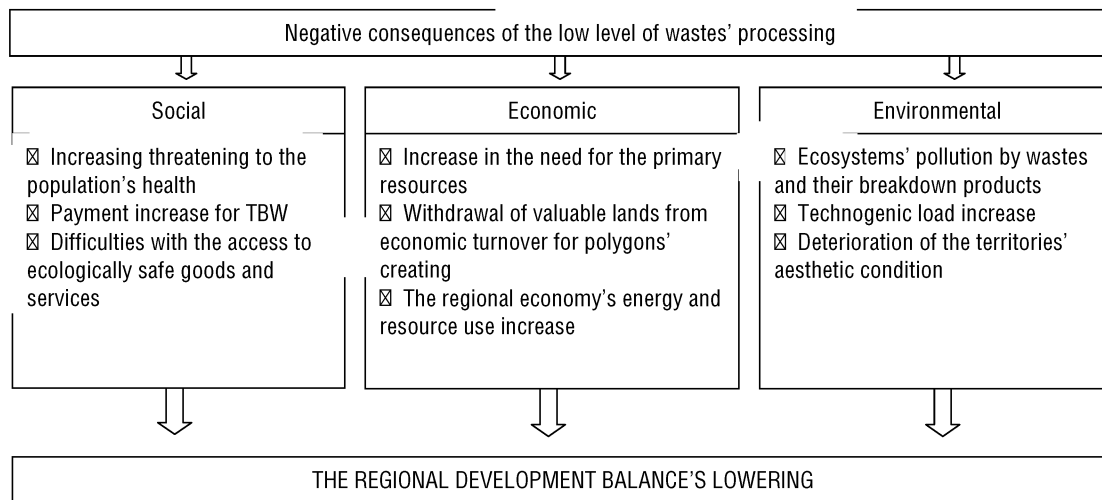 Negative consequences of the low level of wastes’ processing
Social
Increasing threatening to the
population’s health
Payment increase for TBW
Difficulties with the access to
ecologically safe goods and
services
Economic
Increase in the need for the primary
resources
Withdrawal of valuable lands from
economic turnover for polygons’
creating
The regional economy’s energy and
resource use increase
Environmental
Ecosystems’ pollution by wastes
and their breakdown products
Technogenic load increase
Deterioration of the territories’
aesthetic condition
THE REGIONAL DEVELOPMENT BALANCE’S LOWERING